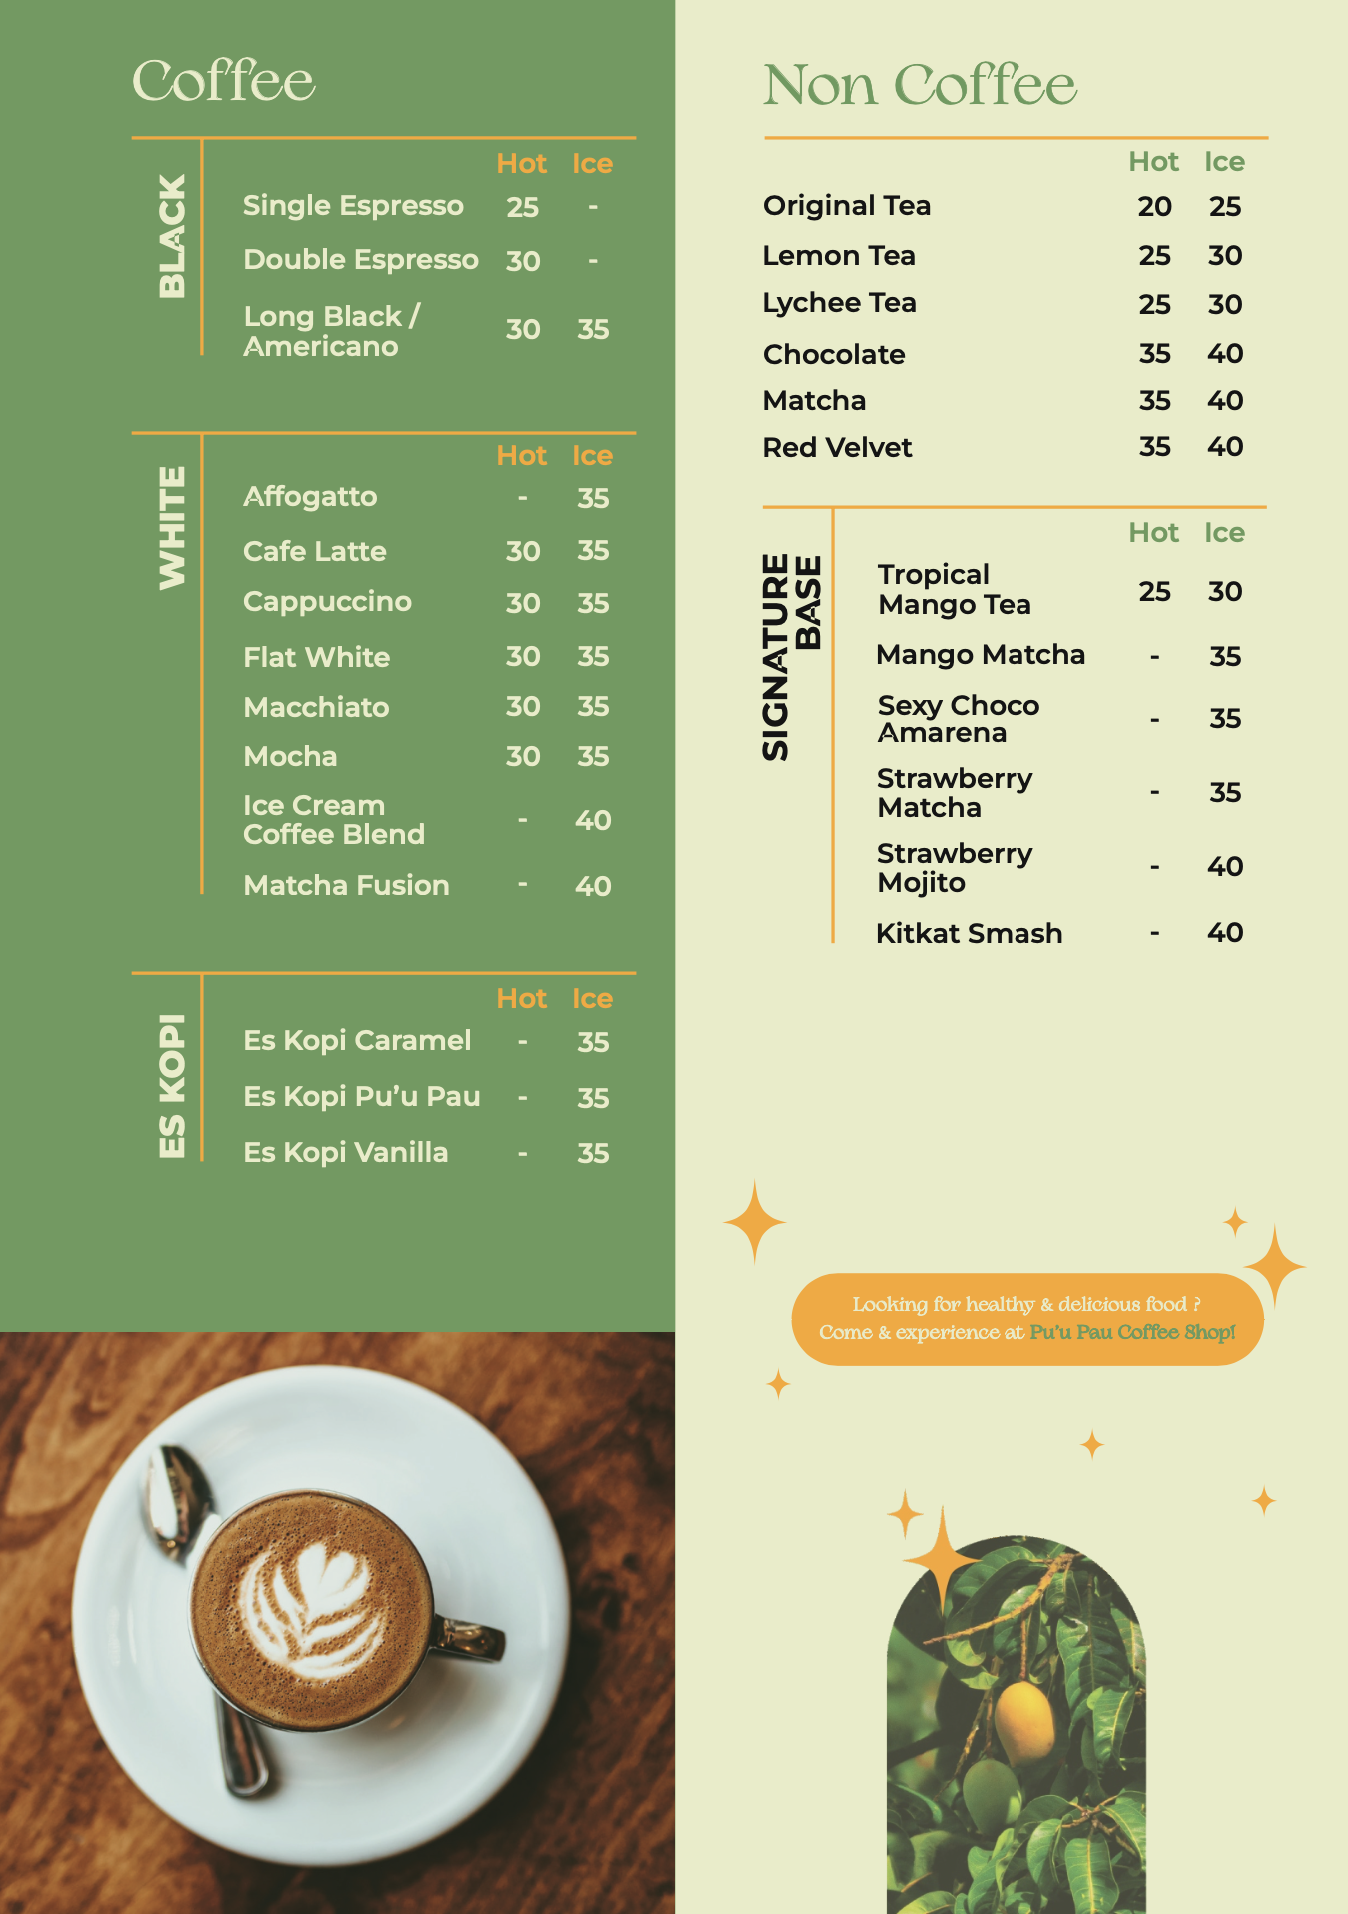 Coffee
BLACK
Hot Ice
Single Espresso 25 -
Double Espresso 30 -
Long Black /
Americano 30 35
WHITE
Hot Ice
Affogatto - 35
Cafe Latte 30 35
Cappuccino 30 35
Flat White 30 35
Macchiato 30 35
Mocha 30 35
Ice Cream
Coffee Blend - 40
Matcha Fusion - 40
ES KOPI
Hot Ice
Es Kopi Caramel - 35
Es Kopi Pu’u Pau - 35
Es Kopi Vanilla - 35
Non Coffee
Hot Ice
Original Tea 20 25
Lemon Tea 25 30
Lychee Tea 25 30
Chocolate 35 40
Matcha 35 40
Red Velvet 35 40
SIGNATURE
BASE
Hot Ice
Tropical
Mango Tea 25 30
Mango Matcha - 35
Sexy Choco
Amarena - 35
Strawberry
Matcha - 35
Strawberry
Mojito - 40
Kitkat Smash - 40
Looking for healthy & delicious food ?
Come & experience at Pu’u Pau Coffee Shop!